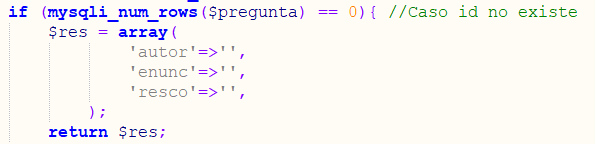 if (mysqli_num_rows($pregunta) == 0){ //Caso id no existe
    $res = array(
            'autor'=>'',
            'enunc'=>'',
            'resco'=>'',
        );
    return $res;